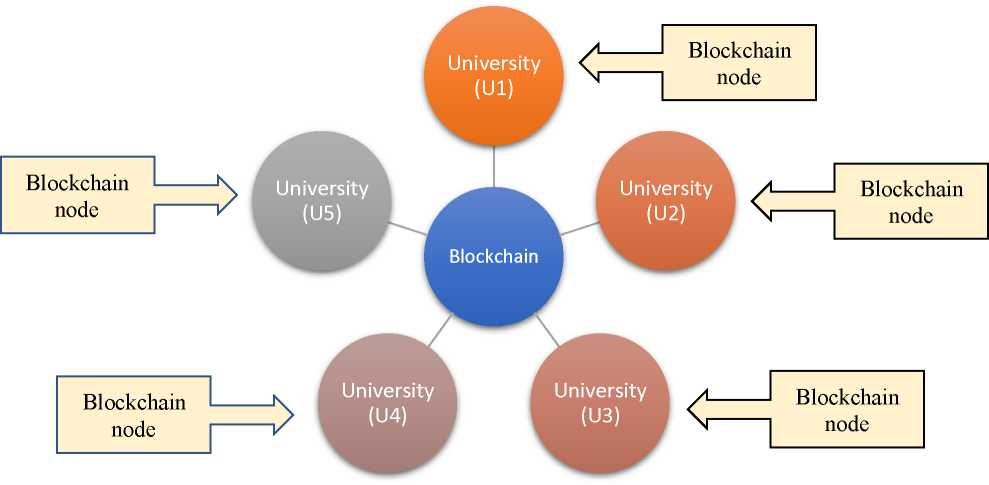 University
(U1)
Blockchain
node
Blockchain
node
University
(U5)
University
(U2)
Blockchain
node
Blockchain
Blockchain
node
University
(U4)
University
(U3)
Blockchain
node